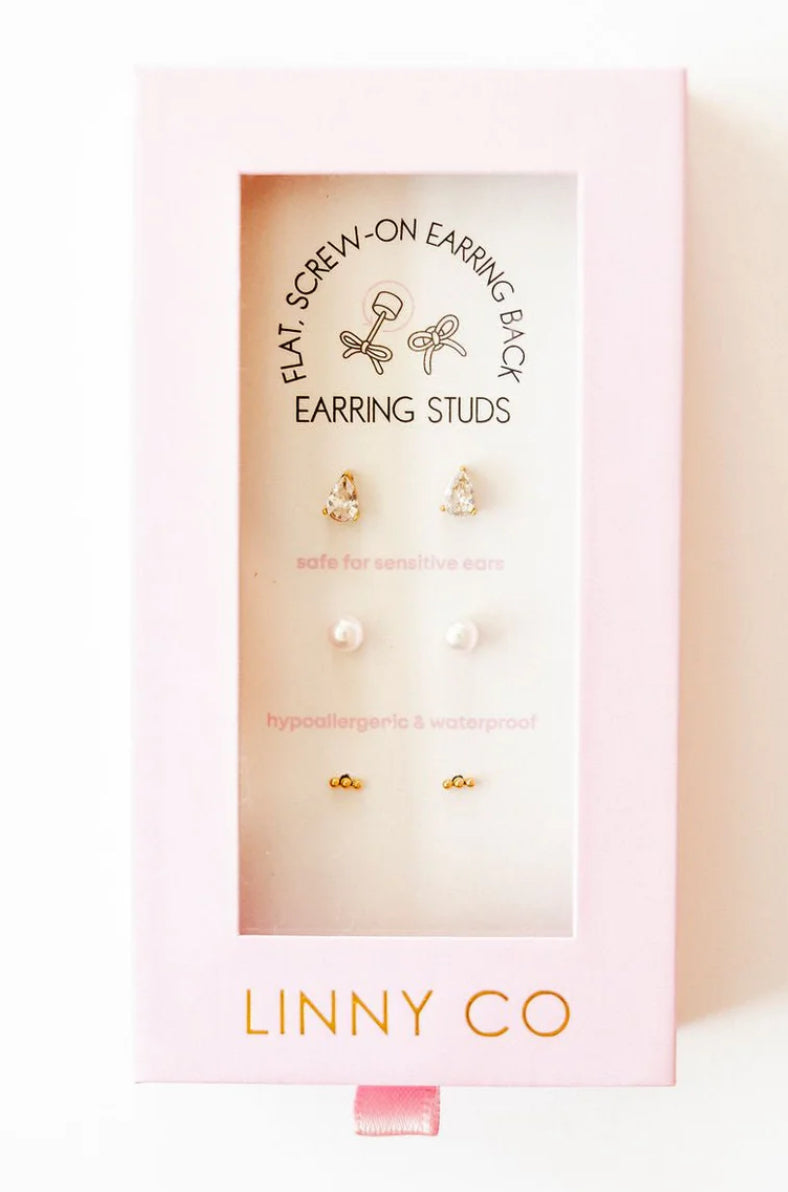 FLAT, SCREW-ON EARRING BACK
EARRING STUDS
safe for sensitive ears
hypoallergenic & waterproof
LINNY CO